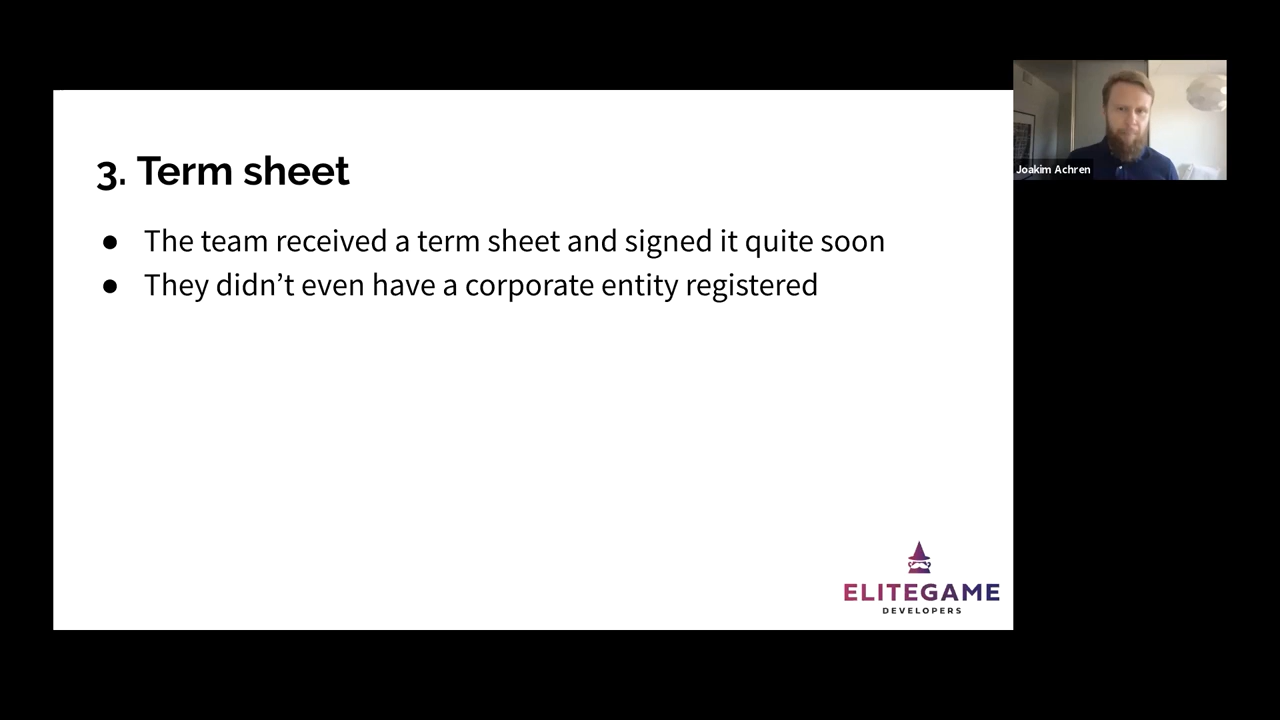 3. Term sheet
● The team received a term sheet and signed it quite soon
● They didn’t even have a corporate entity registered
ELITEGAME
DEVELOPERS
Joakim Achren